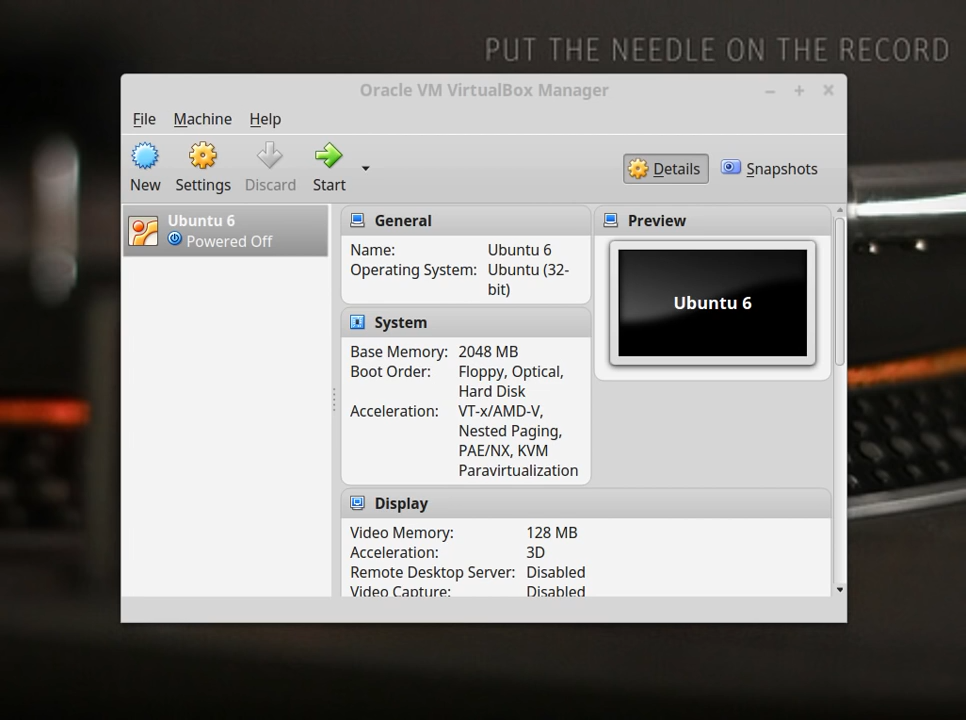 PUT THE NEEDLE ON THE RECORD
Oracle VM VirtualBox Manager
File Machine Help
New Settings Discard Start Details Snapshots
Ubuntu 6
Powered Off
General
Name: Ubuntu 6
Operating System: Ubuntu (32-
bit)
System
Base Memory: 2048 MB
Boot Order: Floppy, Optical,
Hard Disk
Acceleration: VT-x/AMD-V,
Nested Paging,
PAE/NX, KVM
Paravirtualization
Preview
Ubuntu 6
Display
Video Memory: 128 MB
Acceleration: 3D
Remote Desktop Server: Disabled
Video Capture: Disabled